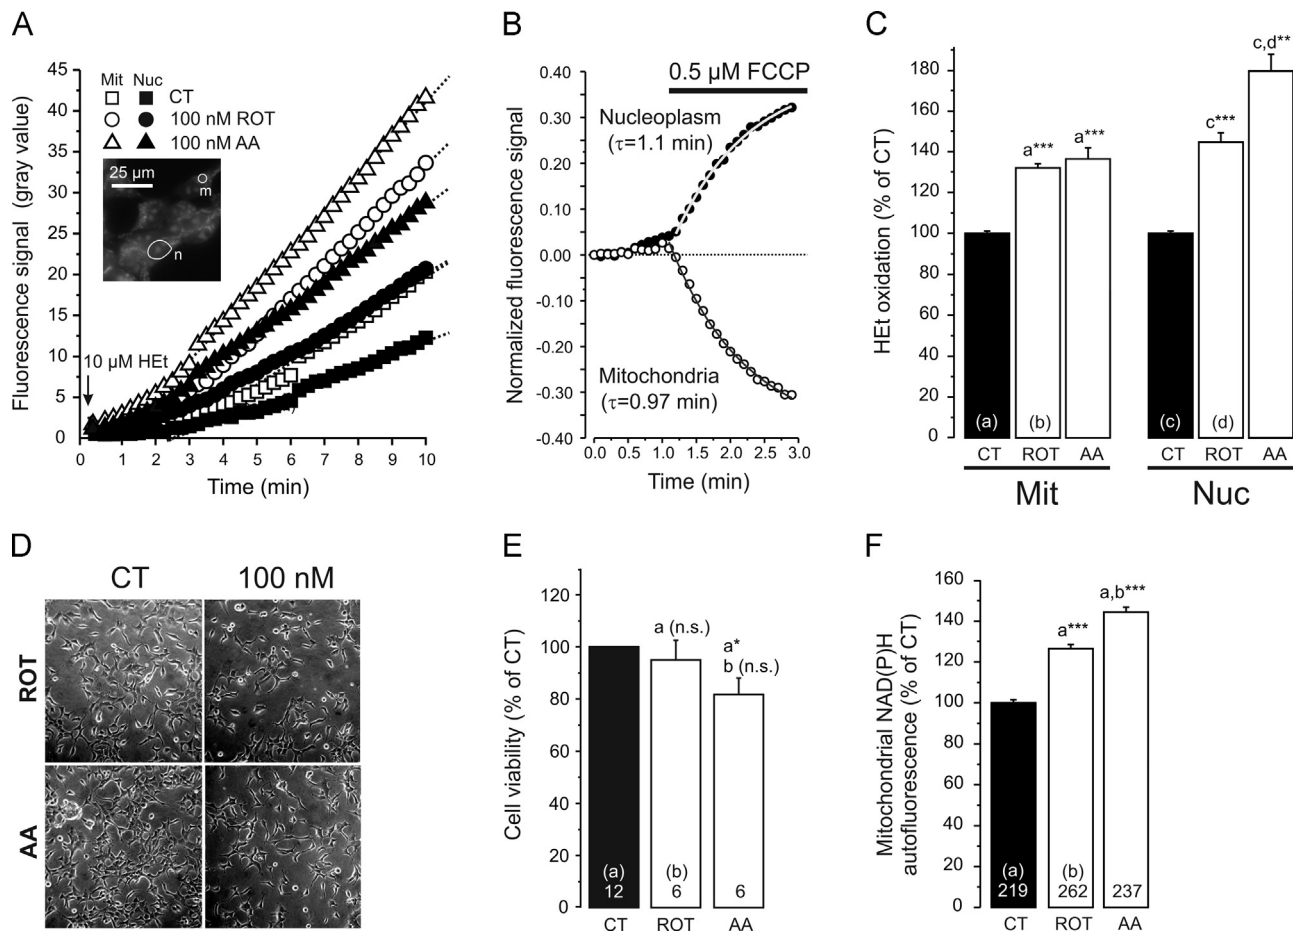 A
Fluorescence signal (gray value)
45
40
35
30
25
20
15
10
5
0
Mit Nuc
CT
100 nM ROT
100 nM AA
25 µm
m
n
10 µM HEt
0 1 2 3 4 5 6 7 8 9 10
Time (min)
B
Normalized fluorescence signal
0.5 µM FCCP
0.40
0.30
0.20
0.10
0.00
-0.10
-0.20
-0.30
-0.40
Nucleoplasm
(τ=1.1 min)
Mitochondria
(τ=0.97 min)
0.0 0.5 1.0 1.5 2.0 2.5 3.0
Time (min)
C
HEt oxidation (% of CT)
180
160
140
120
100
80
60
40
20
0
a***
a***
c***
c,d**
(a) (b) (c) (d)
CT ROT AA CT ROT AA
Mit Nuc
D
CT 100 nM
ROT
AA
E
Cell viability (% of CT)
120
100
80
60
40
20
0
a (n.s.)
a*
b (n.s.)
(a) (b)
12 6 6
CT ROT AA
F
Mitochondrial NAD(P)H
autofluorescence (% of CT)
160
140
120
100
80
60
40
20
0
a***
a,b***
(a) (b)
219 262 237
CT ROT AA